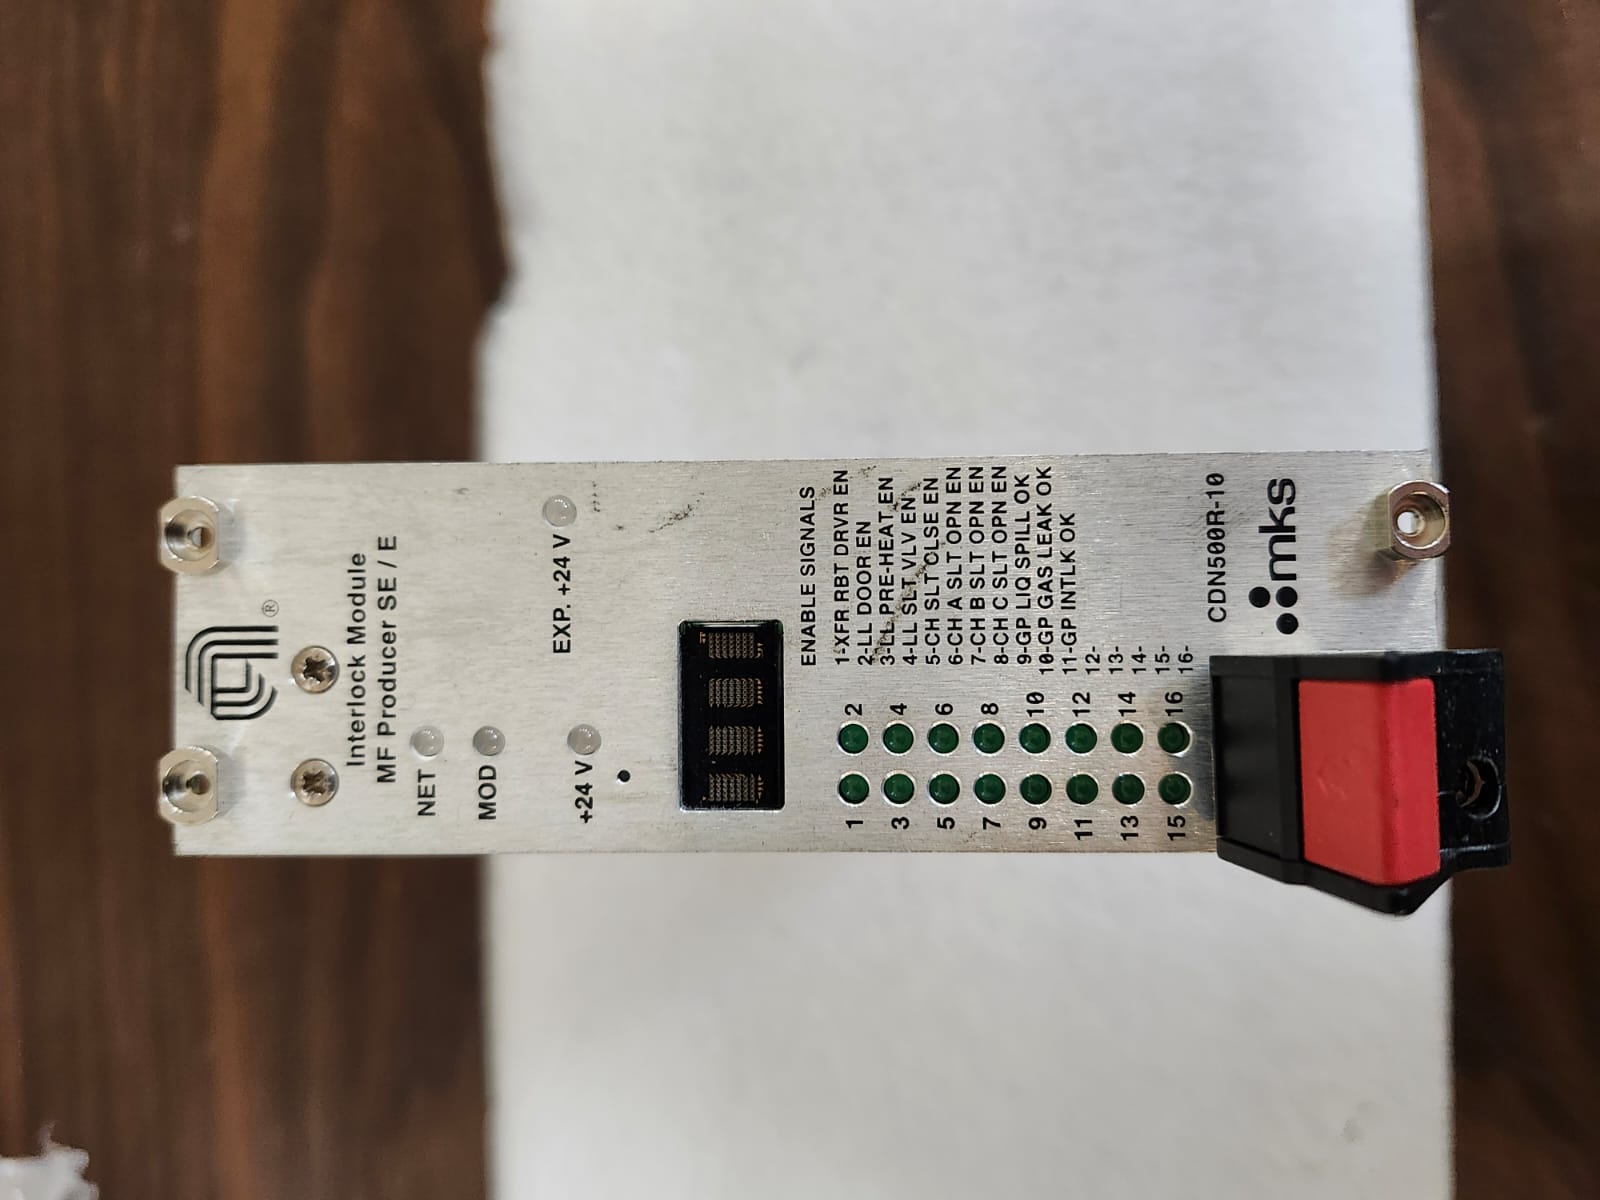 ®
Interlock Module
MF Producer SE / E
NET
MOD
+24 V
EXP. +24 V
ENABLE SIGNALS
1-XFR RBT DRVR EN
2-LL DOOR EN
3-LL PRE-HEAT EN
4-LL SLT VLV EN
5-CH SLT CLSE EN
6-CH A SLT OPN EN
7-CH B SLT OPN EN
8-CH C SLT OPN EN
9-GP LIQ SPILL OK
10-GP GAS LEAK OK
11-GP INTLK OK
12-
13-
14-
15-
16-
1 2
3 4
5 6
7 8
9 10
11 12
13 14
15 16
CDN500R-10
mks